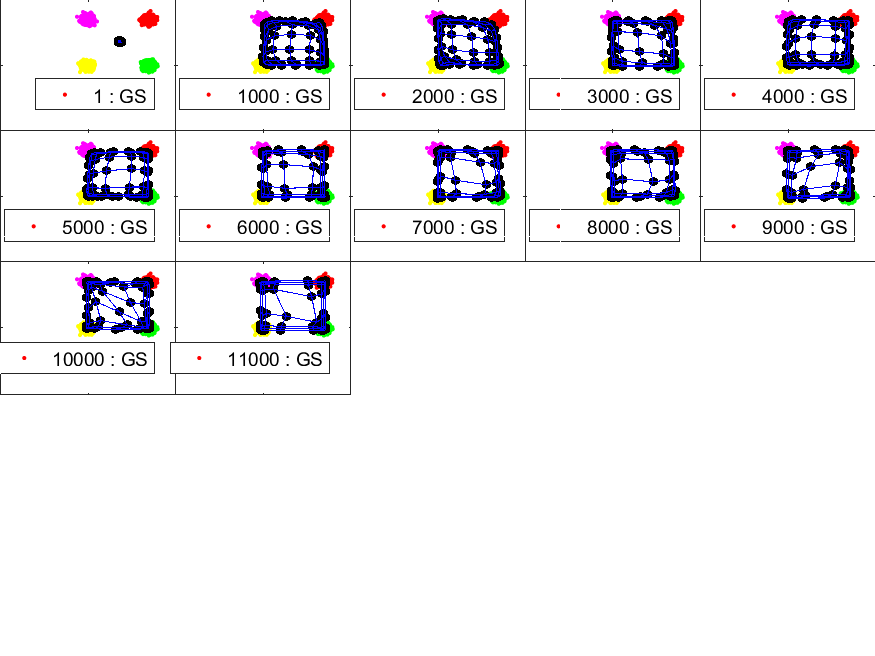 1 : GS
1000 : GS
2000 : GS
3000 : GS
4000 : GS
5000 : GS
6000 : GS
7000 : GS
8000 : GS
9000 : GS
10000 : GS
11000 : GS